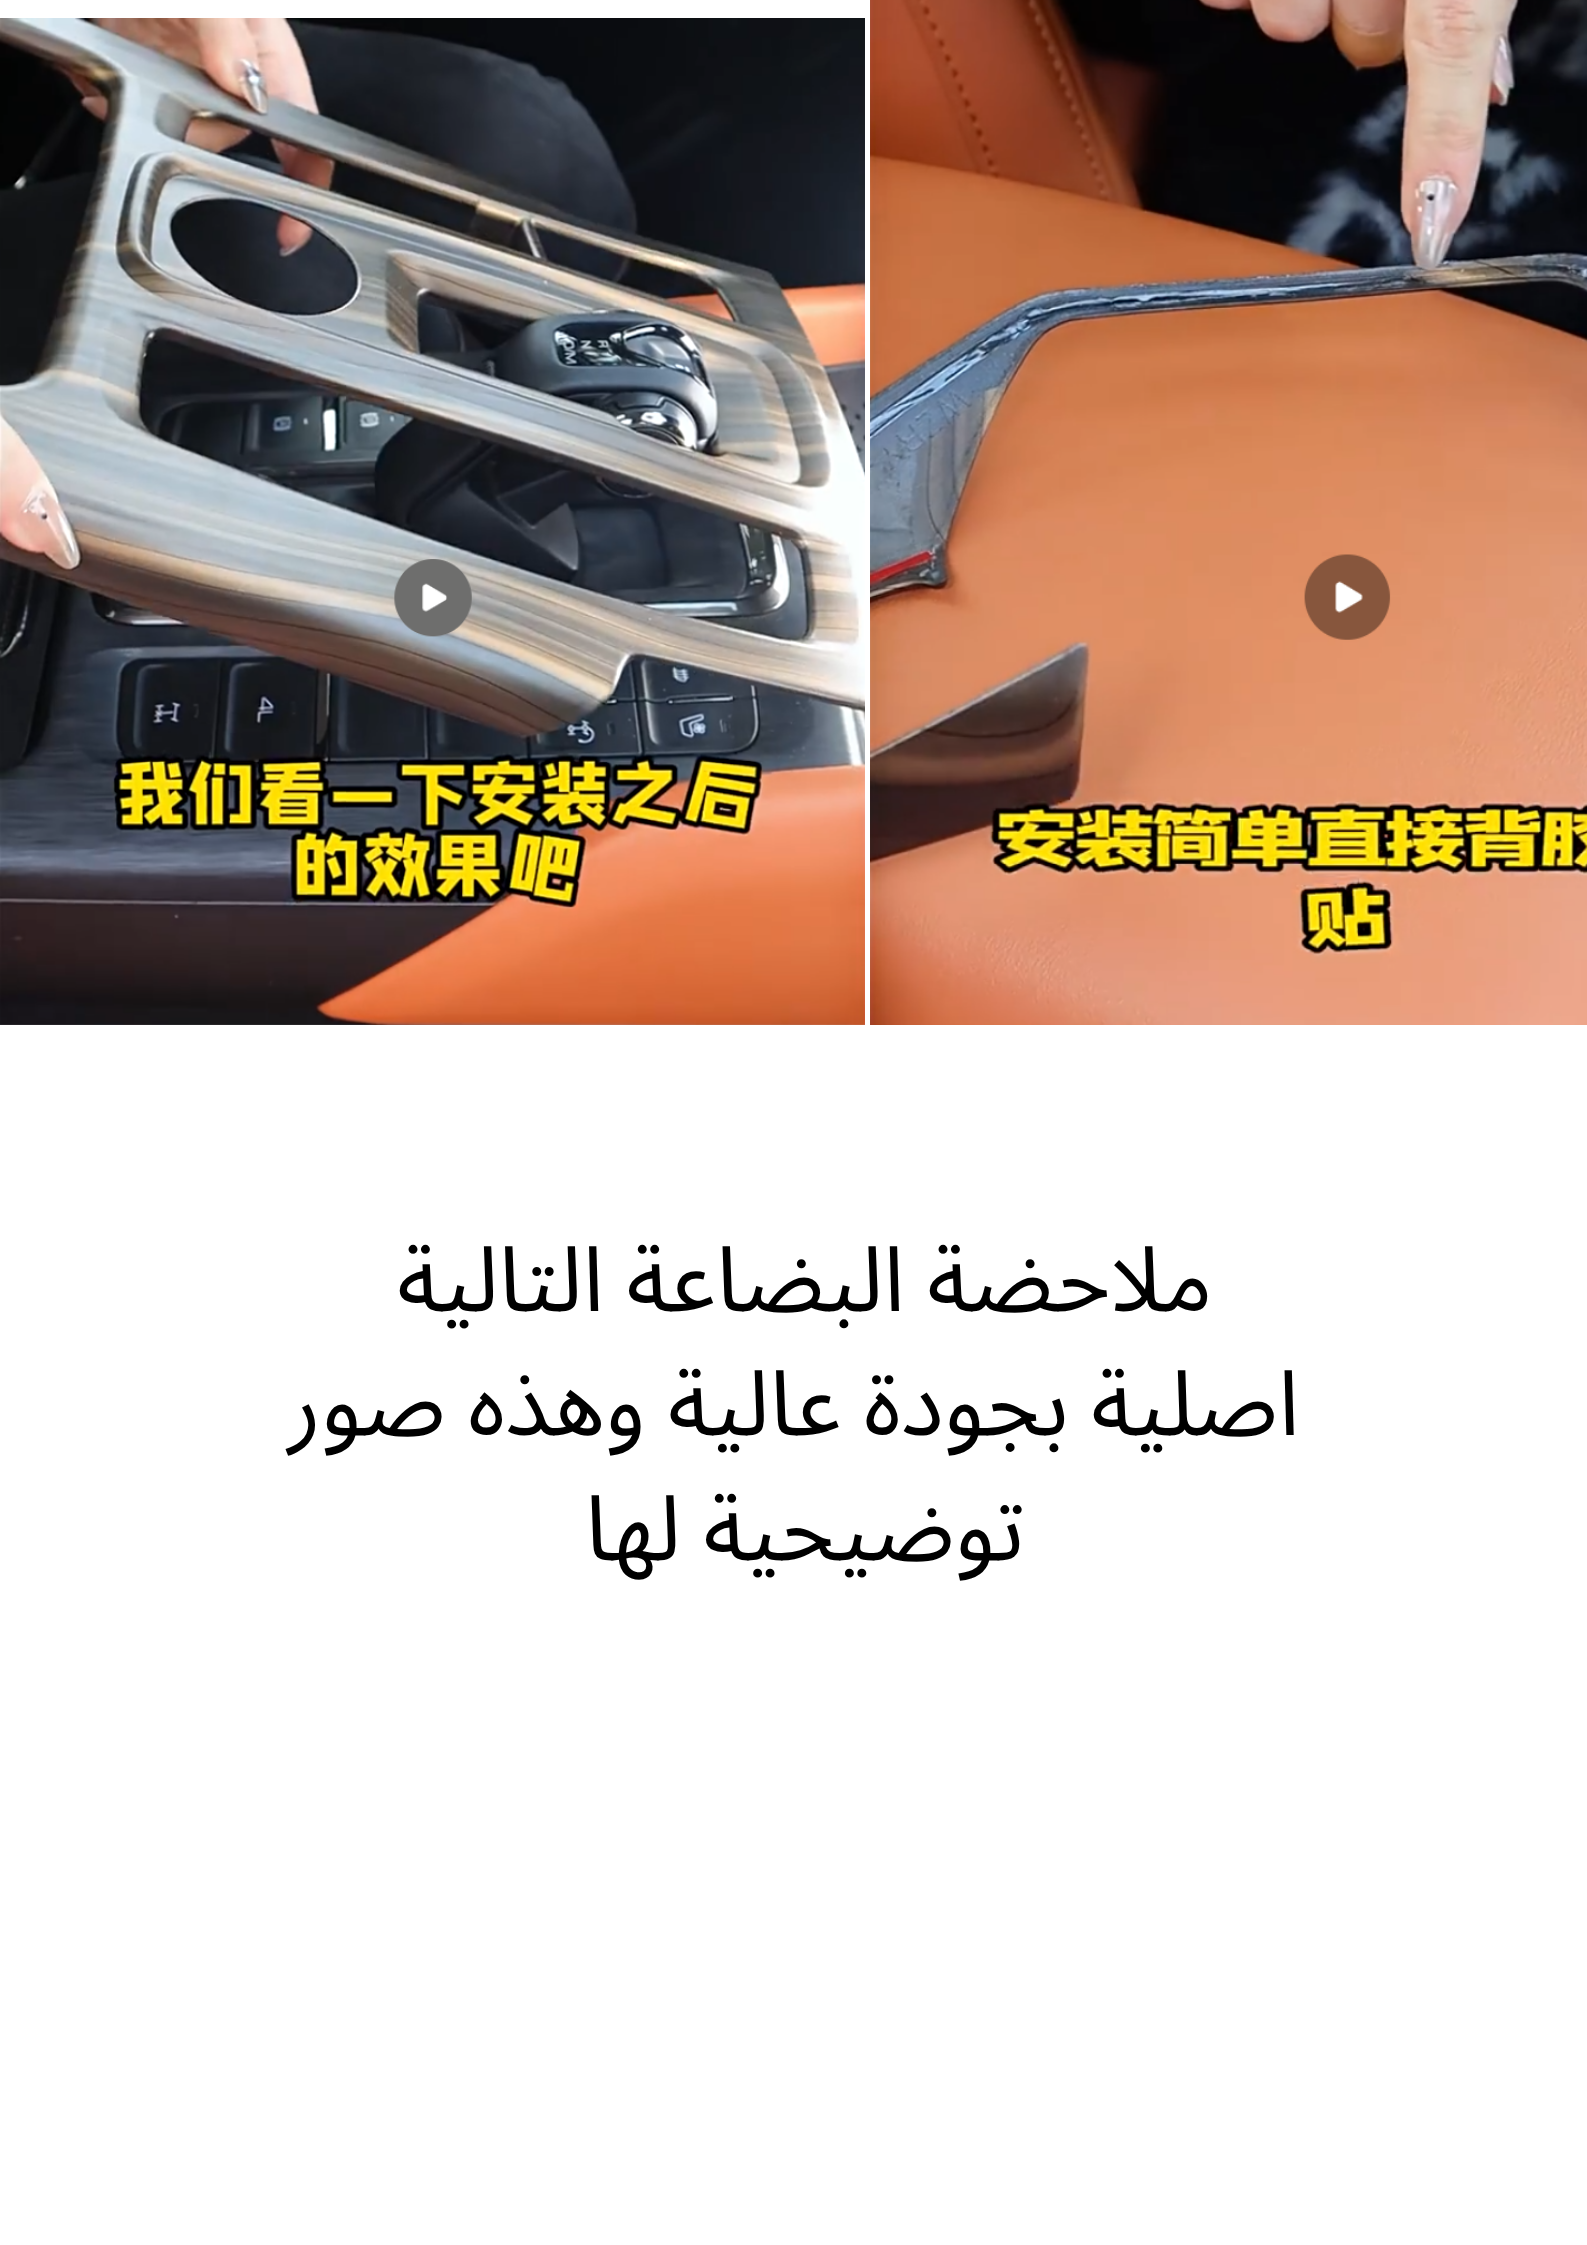 我们看一下安装之后
的效果吧
安装简单直接背胶
贴
4L
ملاحضة البضاعة التالية
اصلية بجودة عالية وهذه صور
توضيحية لها